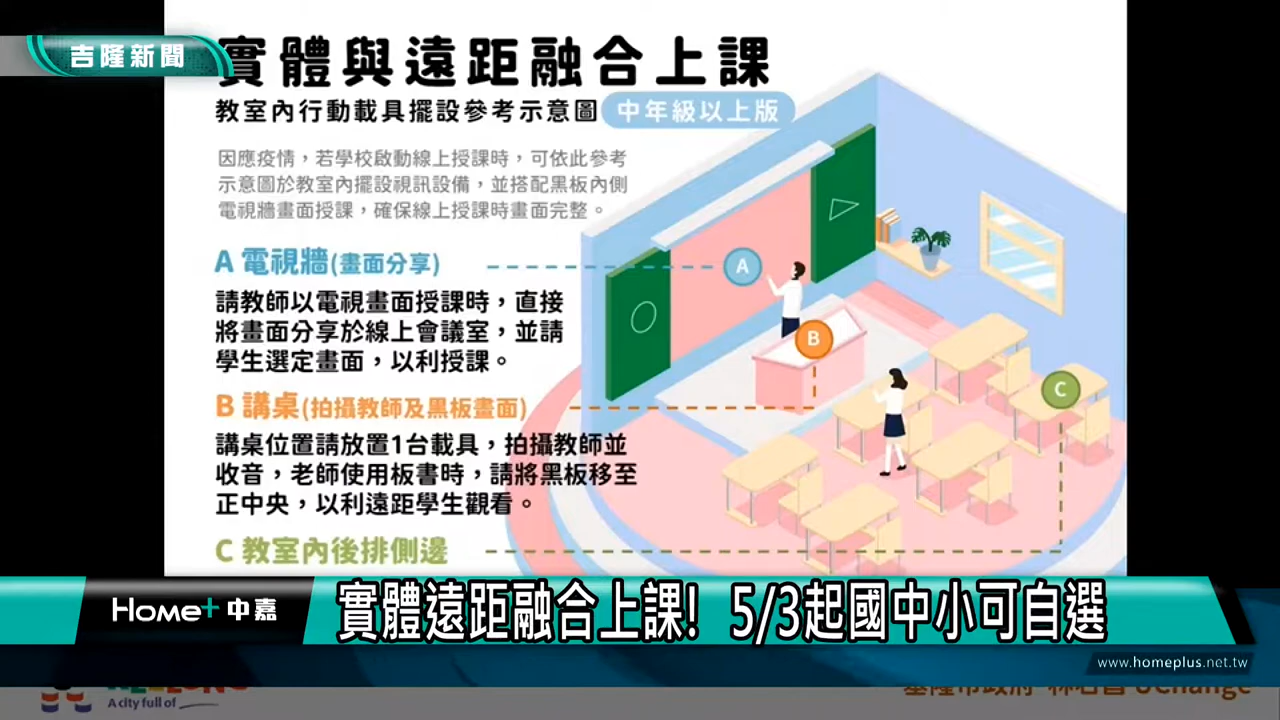 吉隆新聞
實體與遠距融合上課
教室內行動載具擺設參考示意圖 中年級以上版
因應疫情，若學校啟動線上授課時，可依此參考
示意圖於教室內擺設視訊設備，並搭配黑板內側
電視牆畫面授課，確保線上授課時畫面完整。
A 電視牆(畫面分享)
A
請教師以電視畫面授課時，直接
將畫面分享於線上會議室，並請
學生選定畫面，以利授課。
B
C
B 講桌(拍攝教師及黑板畫面)
講桌位置請放置1台載具，拍攝教師並
收音，老師使用板書時，請將黑板移至
正中央，以利遠距學生觀看。
C 教室內後排側邊
Home+中嘉
實體遠距融合上課! 5/3起國中小可自選
www.homeplus.net.tw
A city full of